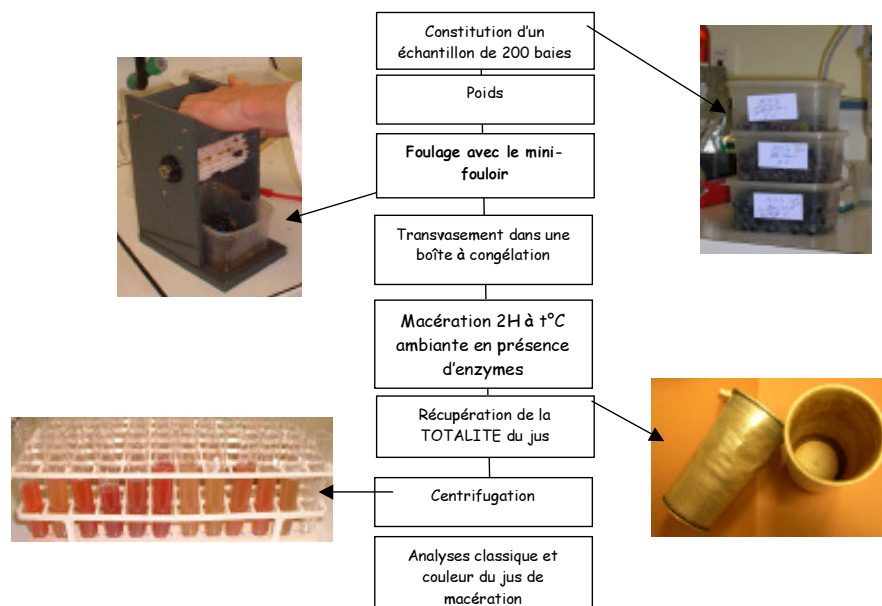 Constitution d'un
échantillon de 200 baies
Poids
Foulage avec le mini-
fouloir
Transvasement dans une
boîte à congélation
Macération 2H à t°C
ambiante en présence
d'enzymes
Récupération de la
TOTALITE du jus
Centrifugation
Analyses classique et
couleur du jus de
macération